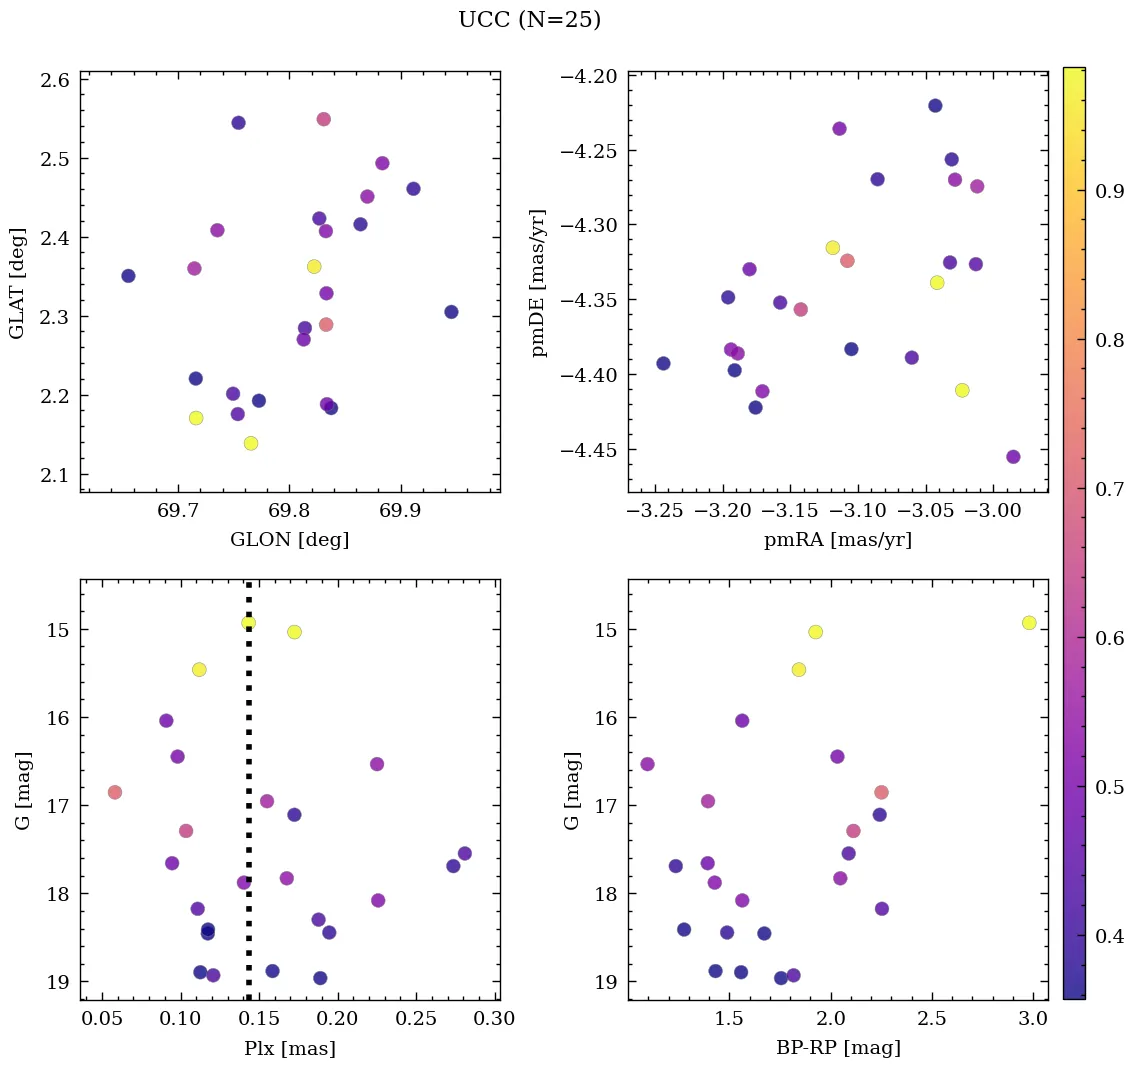 UCC (N=25)
2.6
2.5
2.4
2.3
2.2
2.1
GLAT [deg]
69.7 69.8 69.9
GLON [deg]
−4.20
−4.25
−4.30
−4.35
−4.40
−4.45
pmDE [mas/yr]
−3.25 −3.20 −3.15 −3.10 −3.05 −3.00
pmRA [mas/yr]
0.9
0.8
0.7
0.6
0.5
0.4
15
16
17
18
19
G [mag]
0.05 0.10 0.15 0.20 0.25 0.30
Plx [mas]
15
16
17
18
19
G [mag]
1.5 2.0 2.5 3.0
BP-RP [mag]